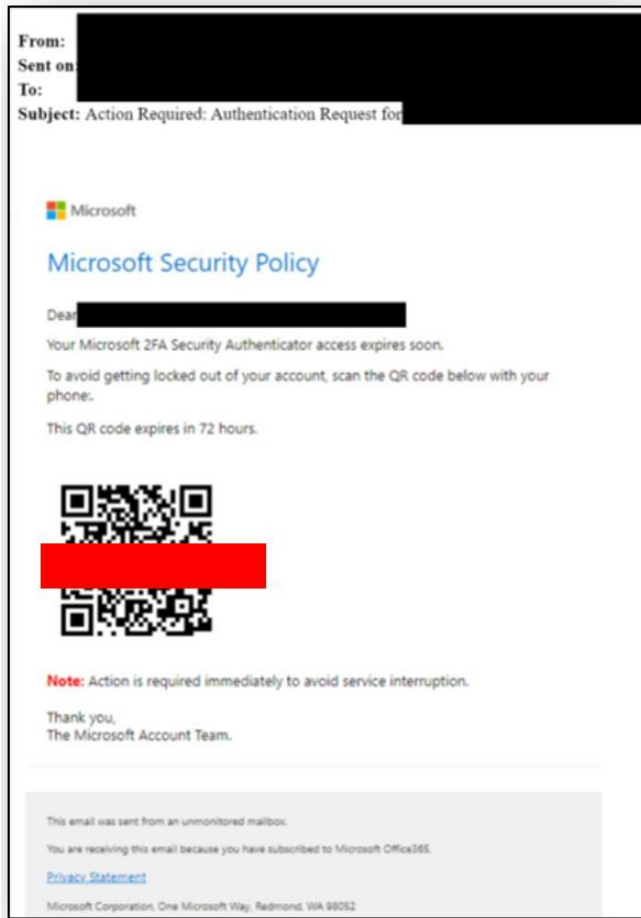 From:
Sent on:
To:
Subject: Action Required: Authentication Request for
Microsoft
Microsoft Security Policy
Dear
Your Microsoft 2FA Security Authenticator access expires soon.
To avoid getting locked out of your account, scan the QR code below with your
phone:.
This QR code expires in 72 hours.
Note: Action is required immediately to avoid service interruption.
Thank you,
The Microsoft Account Team.
This email was sent from an unmonitored mailbox.
You are receiving this email because you have subscribed to Microsoft Office365.
Privacy Statement
Microsoft Corporation, One Microsoft Way, Redmond, WA 98052